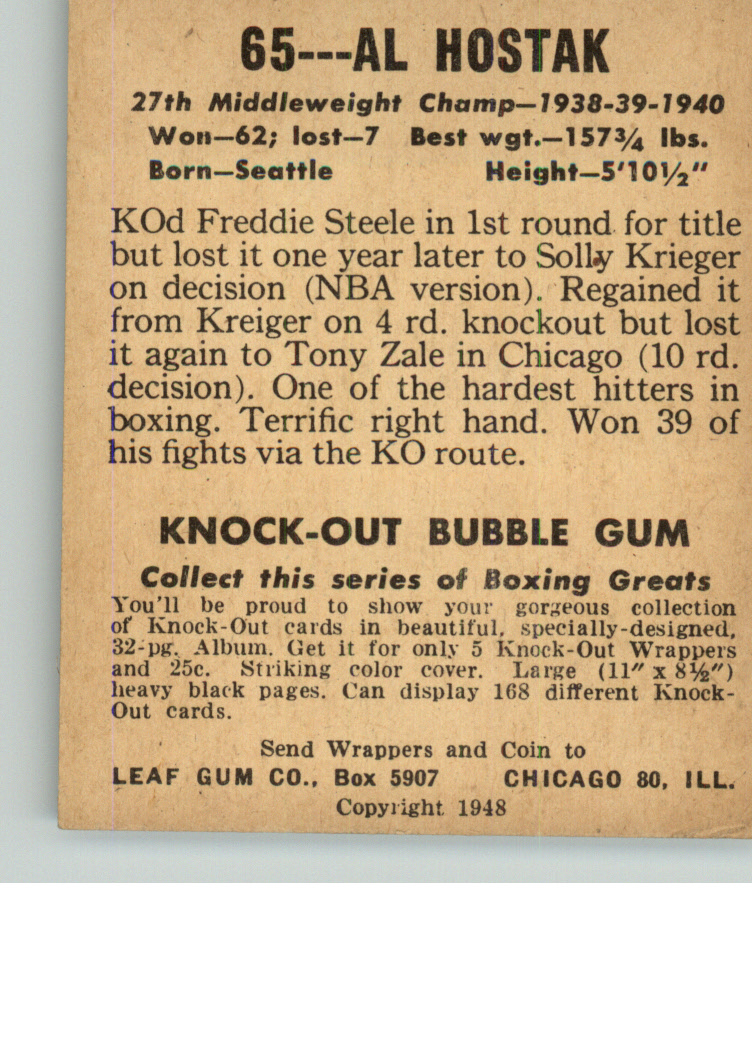 65---AL HOSTAK
27th Middleweight Champ—1938-39-1940
Won—62; lost—7 Best wgt.—157¾ lbs.
Born—Seattle Height—5'10½"
KOd Freddie Steele in 1st round for title
but lost it one year later to Solly Krieger
on decision (NBA version). Regained it
from Kreiger on 4 rd. knockout but lost
it again to Tony Zale in Chicago (10 rd.
decision). One of the hardest hitters in
boxing. Terrific right hand. Won 39 of
his fights via the KO route.
KNOCK-OUT BUBBLE GUM
Collect this series of Boxing Greats
You'll be proud to show your gorgeous collection
of Knock-Out cards in beautiful, specially-designed,
32-pg. Album. Get it for only 5 Knock-Out Wrappers
and 25c. Striking color cover. Large (11" x 8½")
heavy black pages. Can display 168 different Knock-
Out cards.
Send Wrappers and Coin to
LEAF GUM CO., Box 5907 CHICAGO 80, ILL.
Copyright 1948